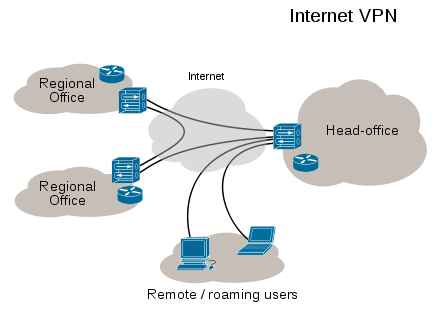 Internet VPN
Internet
Regional
Office
Head-office
Regional
Office
Remote / roaming users